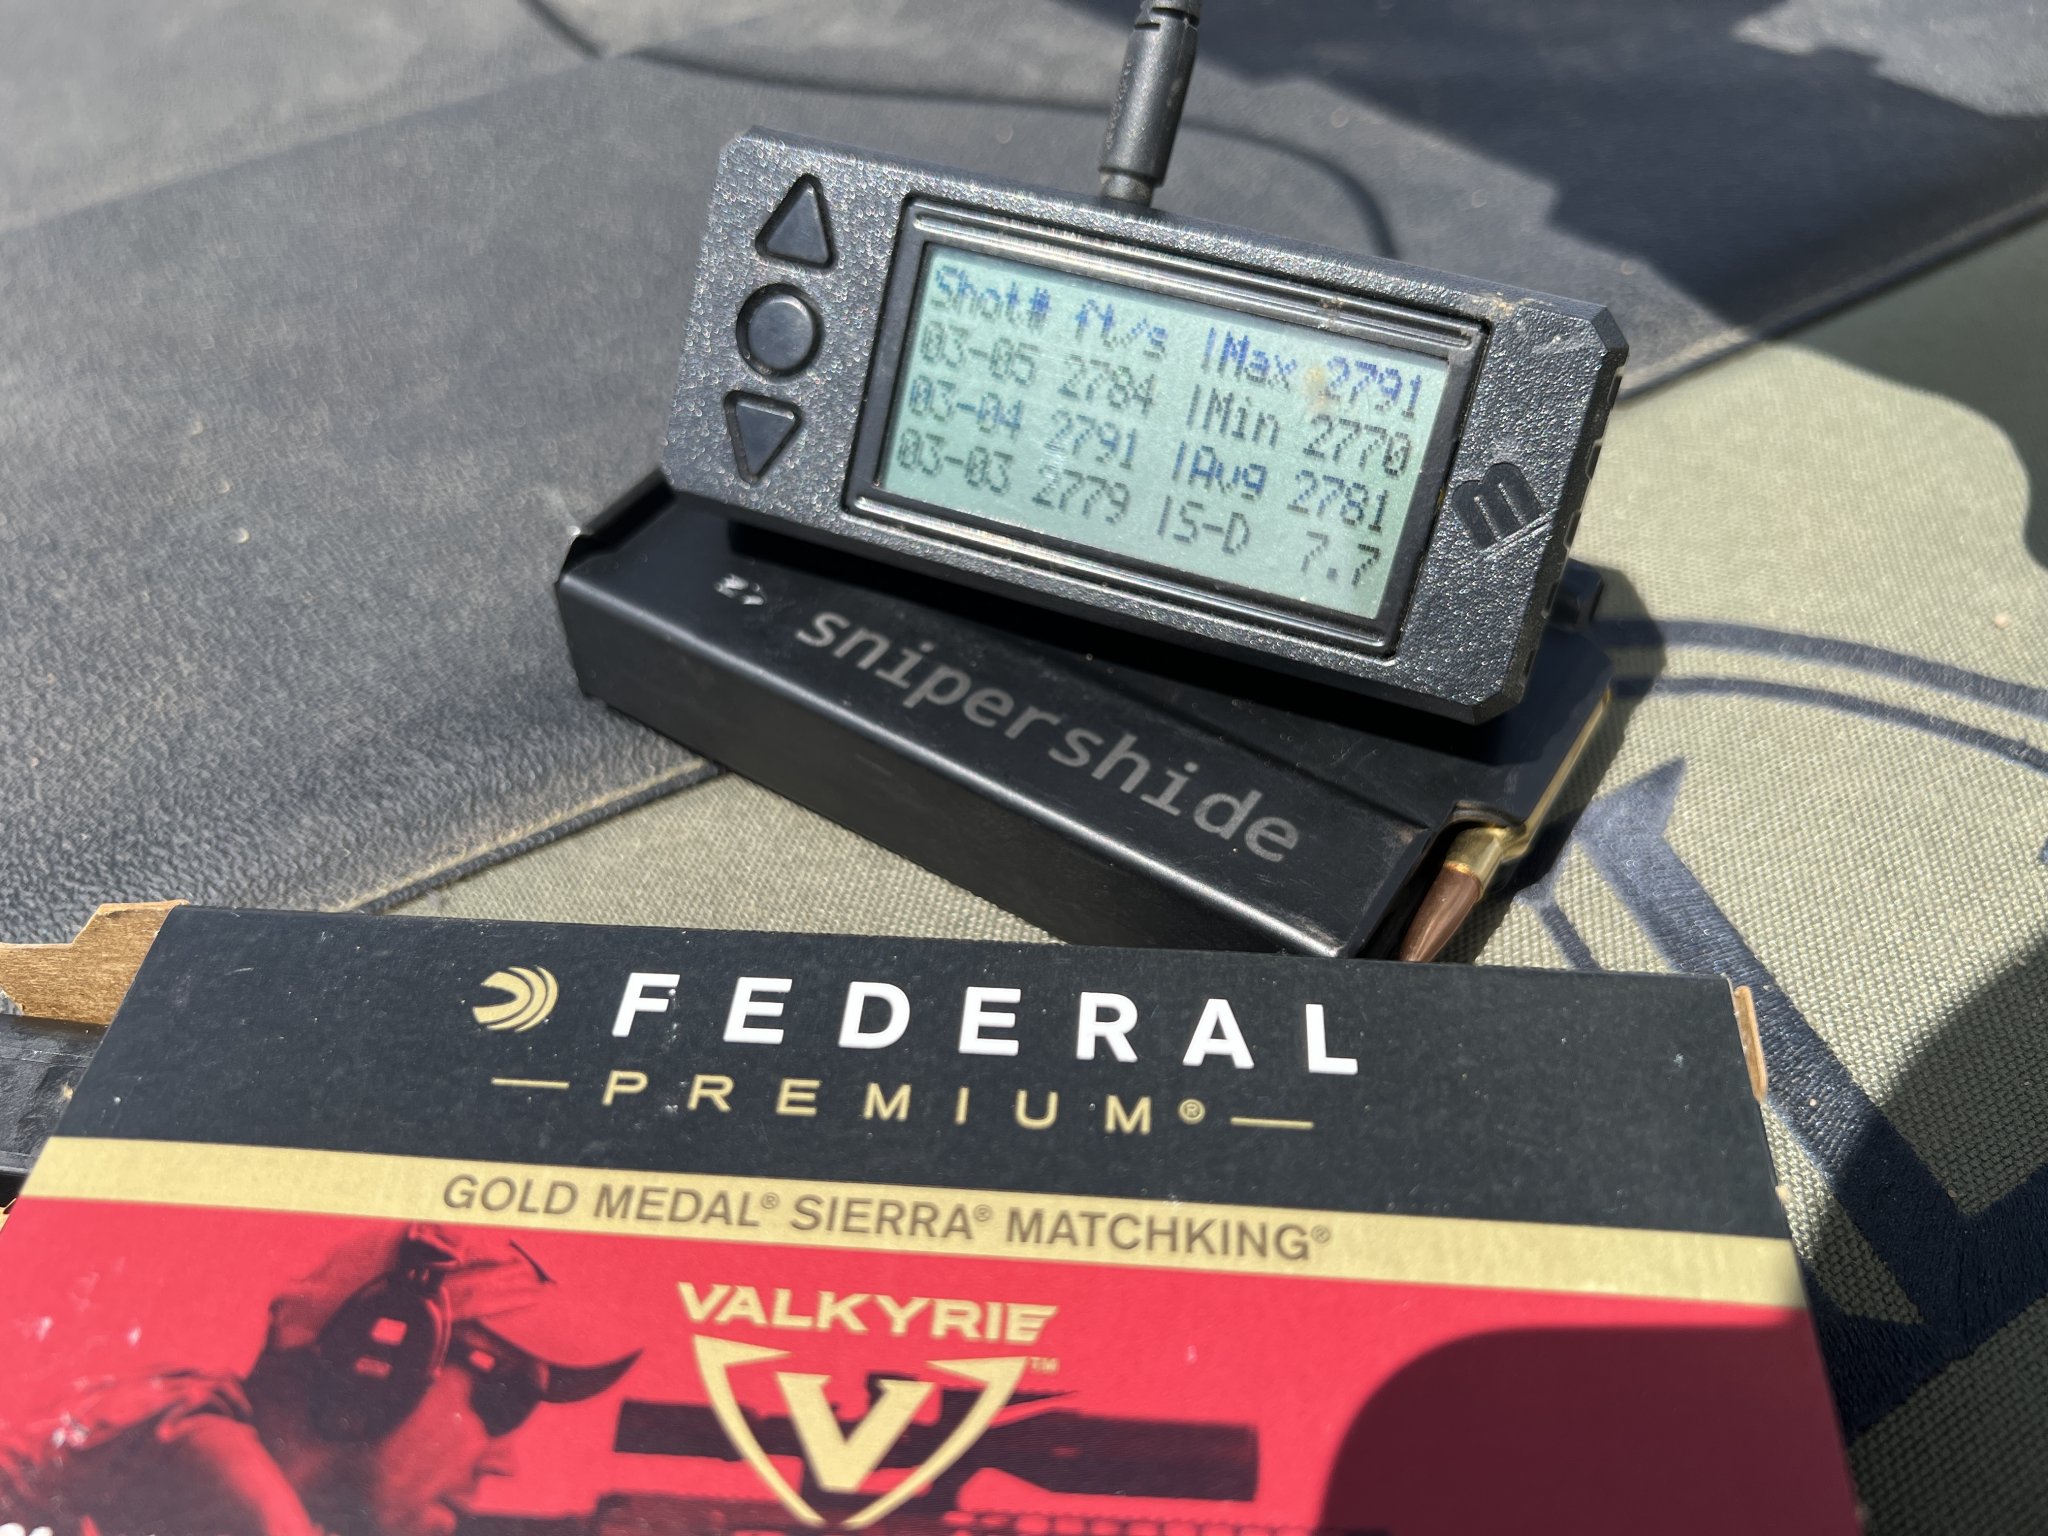 Shot# ft/s |Max 2791
03-05 2784 |Min 2770
03-04 2791 |Avg 2781
03-03 2779 |S-D 7.7
snipershide
FEDERAL
PREMIUM®
GOLD MEDAL® SIERRA® MATCHKING®
VALKYRIE
V™